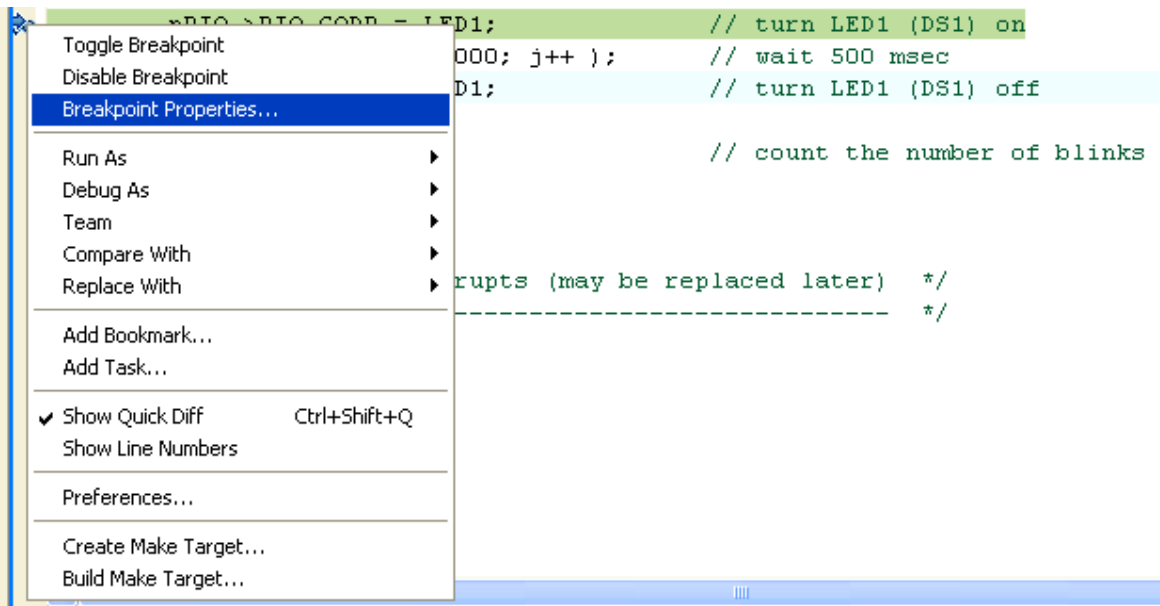 = LED1; // turn LED1 (DS1) on
Toggle Breakpoint
000; j++ ); // wait 500 msec
Disable Breakpoint
D1; // turn LED1 (DS1) off
Breakpoint Properties...
Run As
// count the number of blinks
Debug As
Team
Compare With
rupts (may be replaced later) */
Replace With
---------------------------- */
Add Bookmark...
Add Task...
Show Quick Diff Ctrl+Shift+Q
Show Line Numbers
Preferences...
Create Make Target...
Build Make Target...